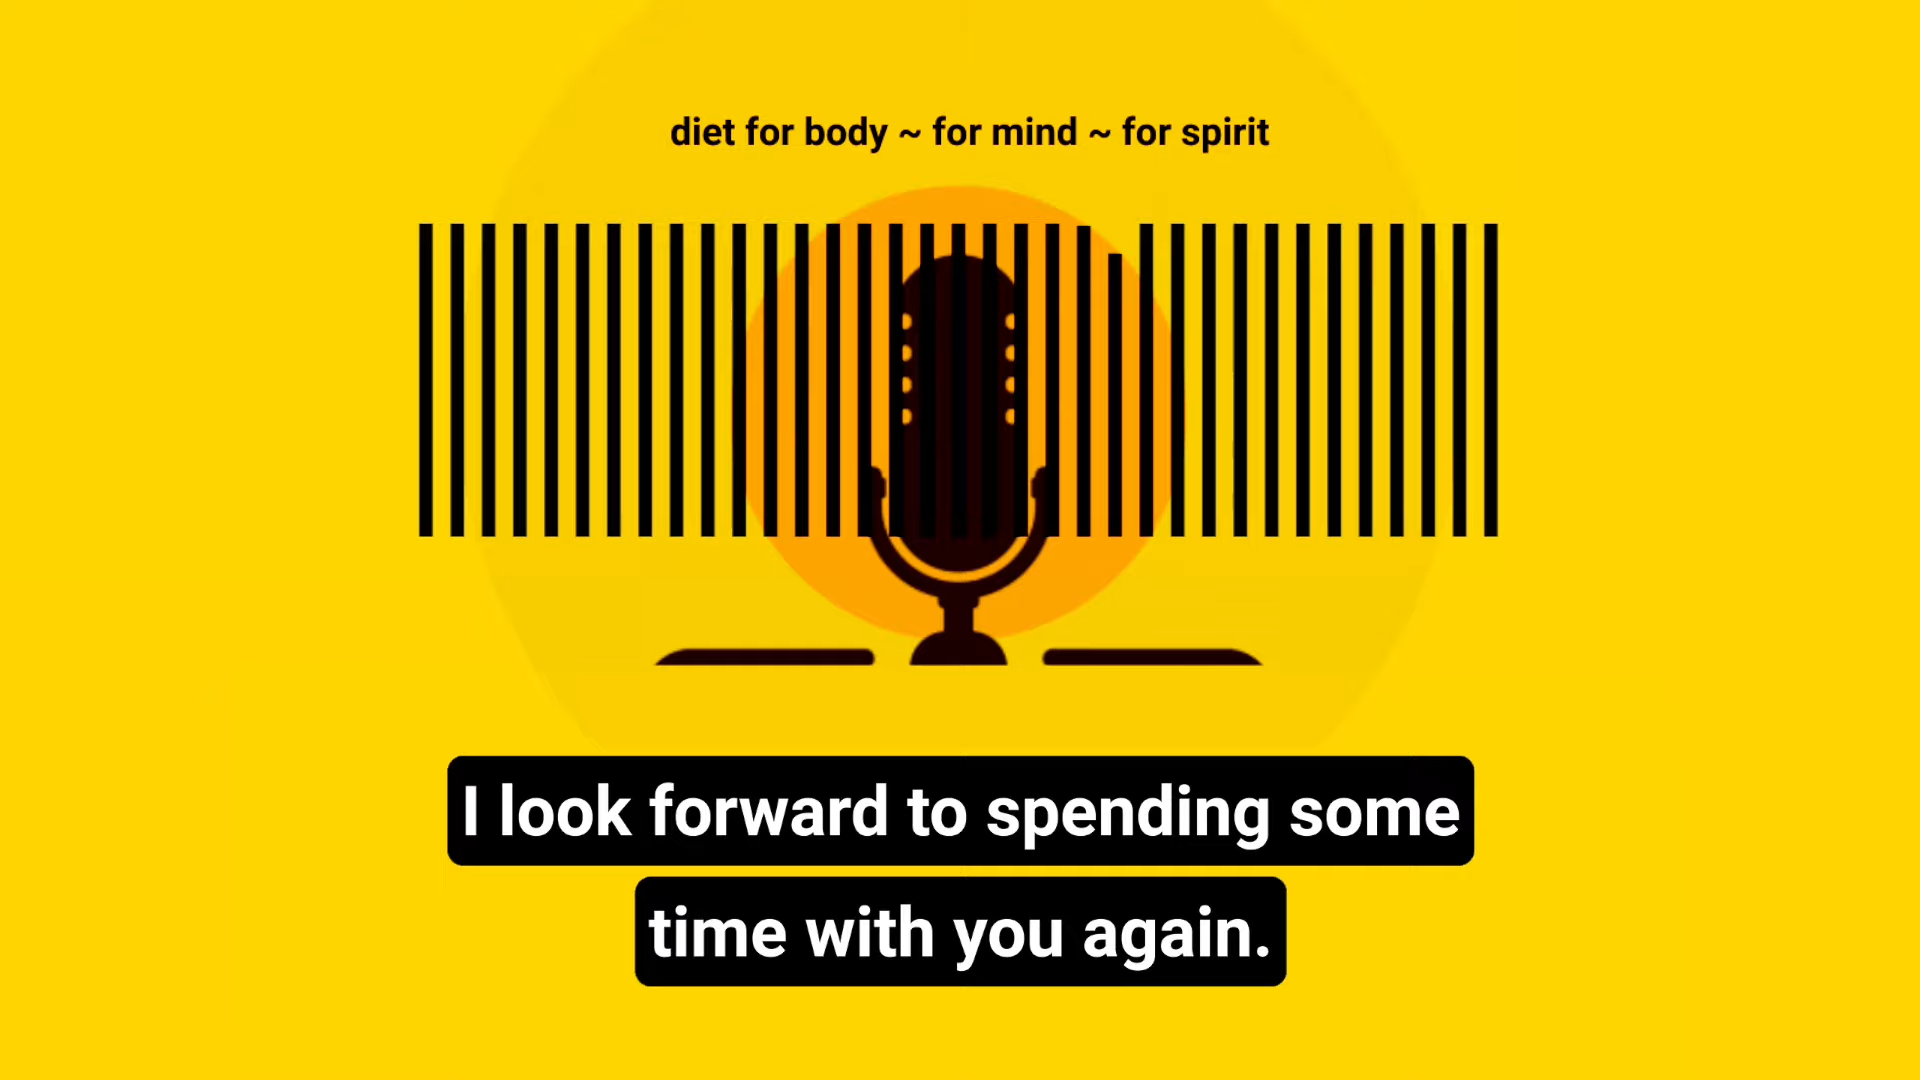 diet for body ~ for mind ~ for spirit
I look forward to spending some
time with you again.